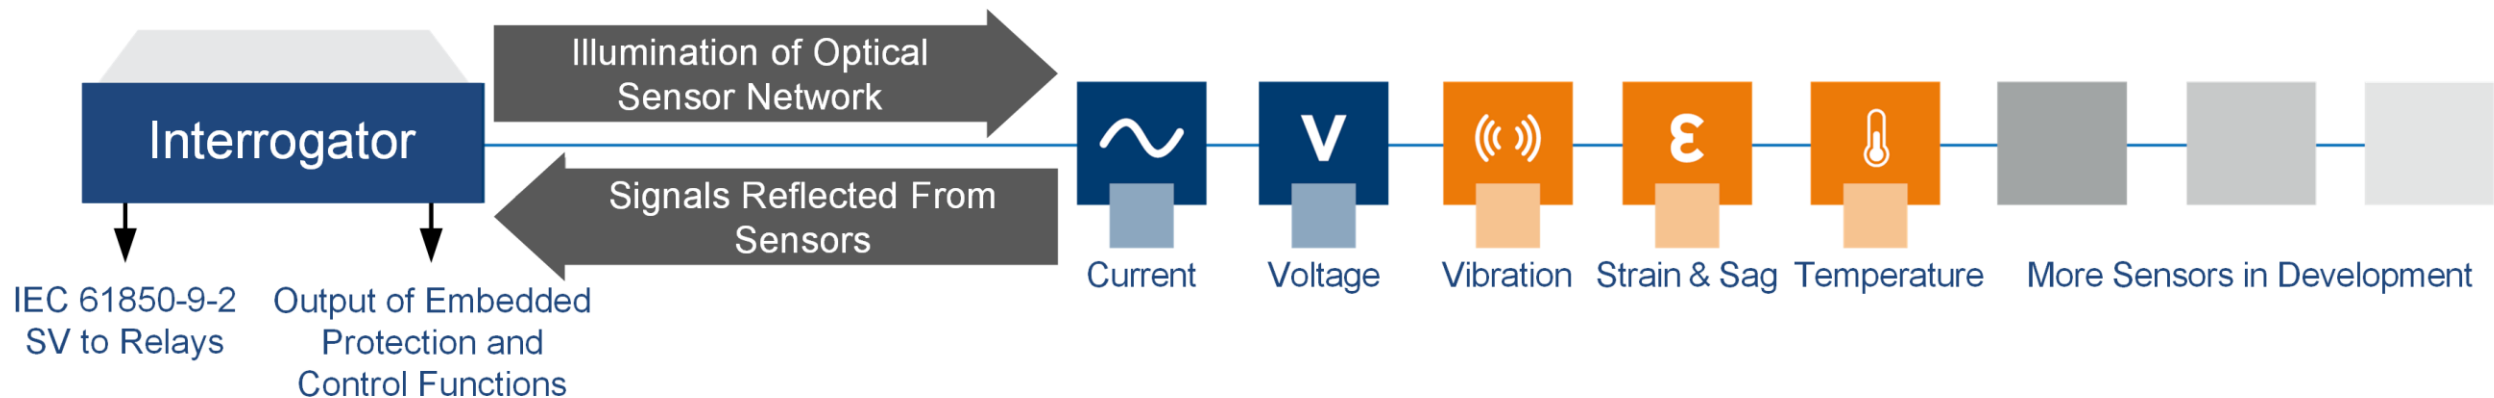 Illumination of Optical
Sensor Network
Interrogator
V
ε
Signals Reflected From
Sensors
Current
Voltage
Vibration
Strain & Sag
Temperature
More Sensors in Development
IEC 61850-9-2
SV to Relays
Output of Embedded
Protection and
Control Functions